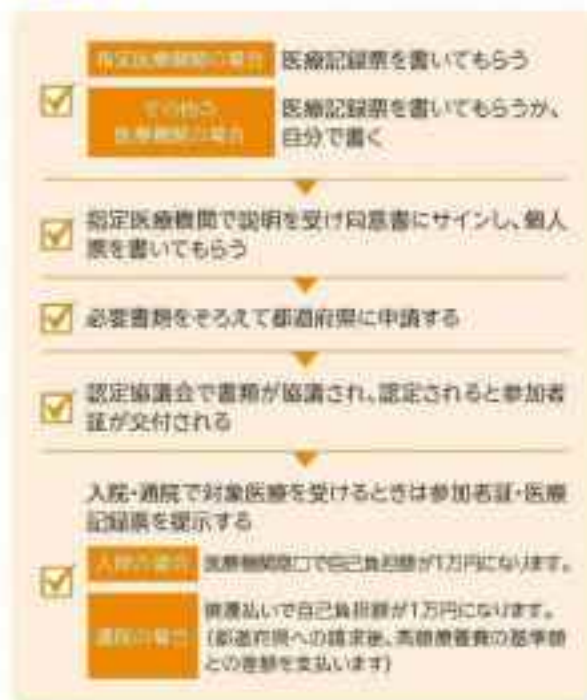 指定医療機関の場合
医療記録票を書いてもらう
その他の
医療機関の場合
医療記録票を書いてもらうか、
自分で書く
指定医療機関で説明を受け同意書にサインし、個人
票を書いてもらう
必要書類をそろえて都道府県に申請する
認定協議会で書類が協議され、認定されると参加者
証が交付される
入院・通院で対象医療を受けるときは参加者証・医療
記録票を提示する
入院の場合
医療機関窓口で自己負担額が1万円になります。
通院の場合
償還払いで自己負担額が1万円になります。
(都道府県への請求後、高額療養費の基準額
との差額を支払います)